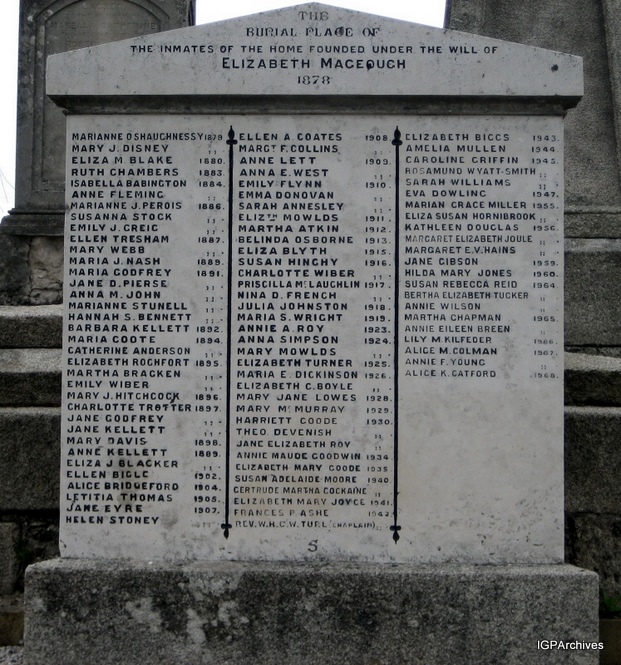 THE
BURIAL PLACE OF
THE INMATES OF THE HOME FOUNDED UNDER THE WILL OF
ELIZABETH MAGEOUGH
1878
MARIANNE O'SHAUGHNESSY 1879
MARY J. DISNEY "
ELIZA M BLAKE 1880.
RUTH CHAMBERS 1883.
ISABELLA BABINGTON 1884.
ANNE FLEMING "
MARIANNE J. PEROIS 1886.
SUSANNA STOCK "
EMILY J. GREIG "
ELLEN TRESHAM 1887.
MARY WEBB "
MARIA J. NASH 1889.
MARIA GODFREY 1891.
JANE D. PIERSE "
ANNA M. JOHN "
MARIANNE STUNELL "
HANNAH S. BENNETT "
BARBARA KELLETT 1892.
MARIA COOTE 1894.
CATHERINE ANDERSON "
ELIZABETH ROCHFORT 1895.
MARTHA BRACKEN "
EMILY WIBER "
MARY J. HITCHCOCK 1896.
CHARLOTTE TROTTER 1897.
JANE GODFREY "
JANE KELLETT "
MARY DAVIS 1898.
ANNE KELLETT 1889.
ELIZA J BLACKER "
ELLEN BIGLE 1902.
ALICE BRIDGEFORD 1904.
LETITIA THOMAS 1905.
JANE EYRE 1907.
HELEN STONEY "
ELLEN A. COATES 1908.
MARGT F. COLLINS "
ANNE LETT 1909.
ANNA E. WEST "
EMILY FLYNN 1910.
EMMA DONOVAN "
SARAH ANNESLEY "
ELIZTH MOWLDS 1911.
MARTHA ATKIN 1912.
BELINDA OSBORNE 1913.
ELIZA BLYTH 1915.
SUSAN HINCHY 1916.
CHARLOTTE WIBER "
PRISCILLA McLAUGHLIN 1917.
NINA D. FRENCH "
JULIA JOHNSTON 1918.
MARIA S. WRIGHT 1919.
ANNIE A. ROY 1923.
ANNA SIMPSON 1924.
MARY MOWLDS "
ELIZABETH TURNER 1925.
MARIA E. DICKINSON 1926.
ELIZABETH C. BOYLE "
MARY JANE LOWES 1928.
MARY McMURRAY 1929.
HARRIETT GOODE 1930.
THEO DEVENISH "
JANE ELIZABETH ROY "
ANNIE MAUDE GOODWIN 1934
ELIZABETH MARY GOODE 1935
SUSAN ADELAIDE MOORE 1940
GERTRUDE MARTHA COCKAINE "
ELIZABETH MARY JOYCE 1941.
FRANCES P. ASHE 1942.
REV. W.H.C.W. TURL (CHAPLAIN) "
S
ELIZABETH BIGGS 1943.
AMELIA MULLEN 1944.
CAROLINE GRIFFIN 1945.
ROSAMUND WYATT-SMITH "
SARAH WILLIAMS "
EVA DOWLING 1947.
MARIAN GRACE MILLER 1955.
ELIZA SUSAN HORNIBROOK "
KATHLEEN DOUGLAS 1956.
MARGARET ELIZABETH JOULE "
MARGARET E.V. HAINS "
JANE GIBSON 1959.
HILDA MARY JONES 1960.
SUSAN REBECCA REID 1964.
BERTHA ELIZABETH TUCKER "
ANNIE WILSON "
MARTHA CHAPMAN 1965.
ANNIE EILEEN BREEN "
LILY M. KILFEDER 1966.
ALICE M. COLMAN 1967.
ANNIE F. YOUNG "
ALICE K. CATFORD 1968.
IGPArchives